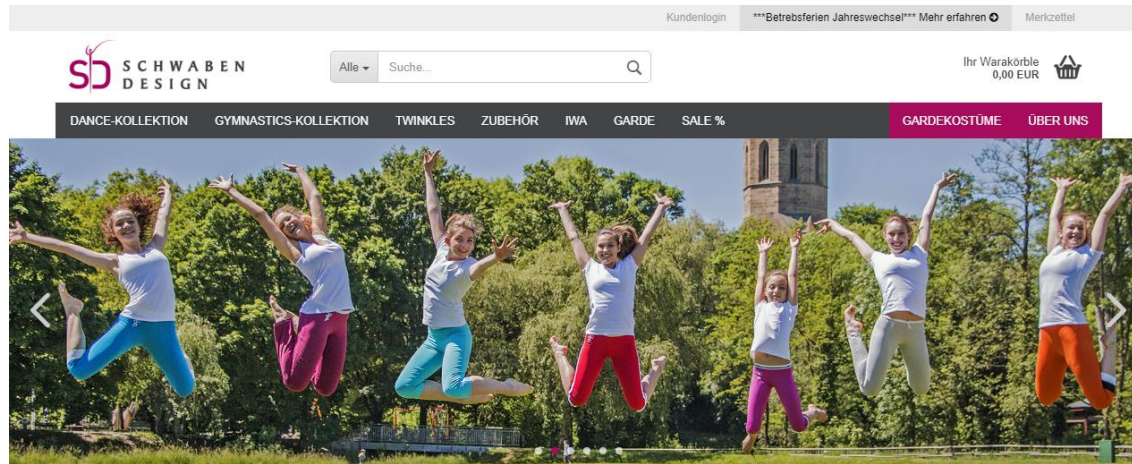 Kundenlogin ***Betrebsferien Jahreswechsel*** Mehr erfahren Merkzettel
SCHWABEN
DESIGN
Alle Suche...
Ihr Warakörble
0,00 EUR
DANCE-KOLLEKTION GYMNASTICS-KOLLEKTION TWINKLES ZUBEHÖR IWA GARDE SALE % GARDEKOSTÜME ÜBER UNS